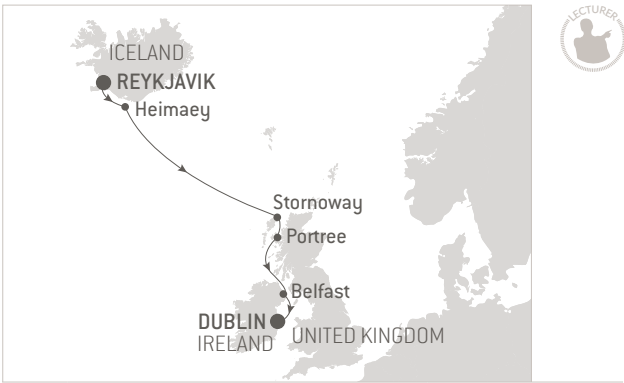 LECTURER
ICELAND
REYKJAVIK
Heimaey
Stornoway
Portree
Belfast
DUBLIN
IRELAND
UNITED KINGDOM